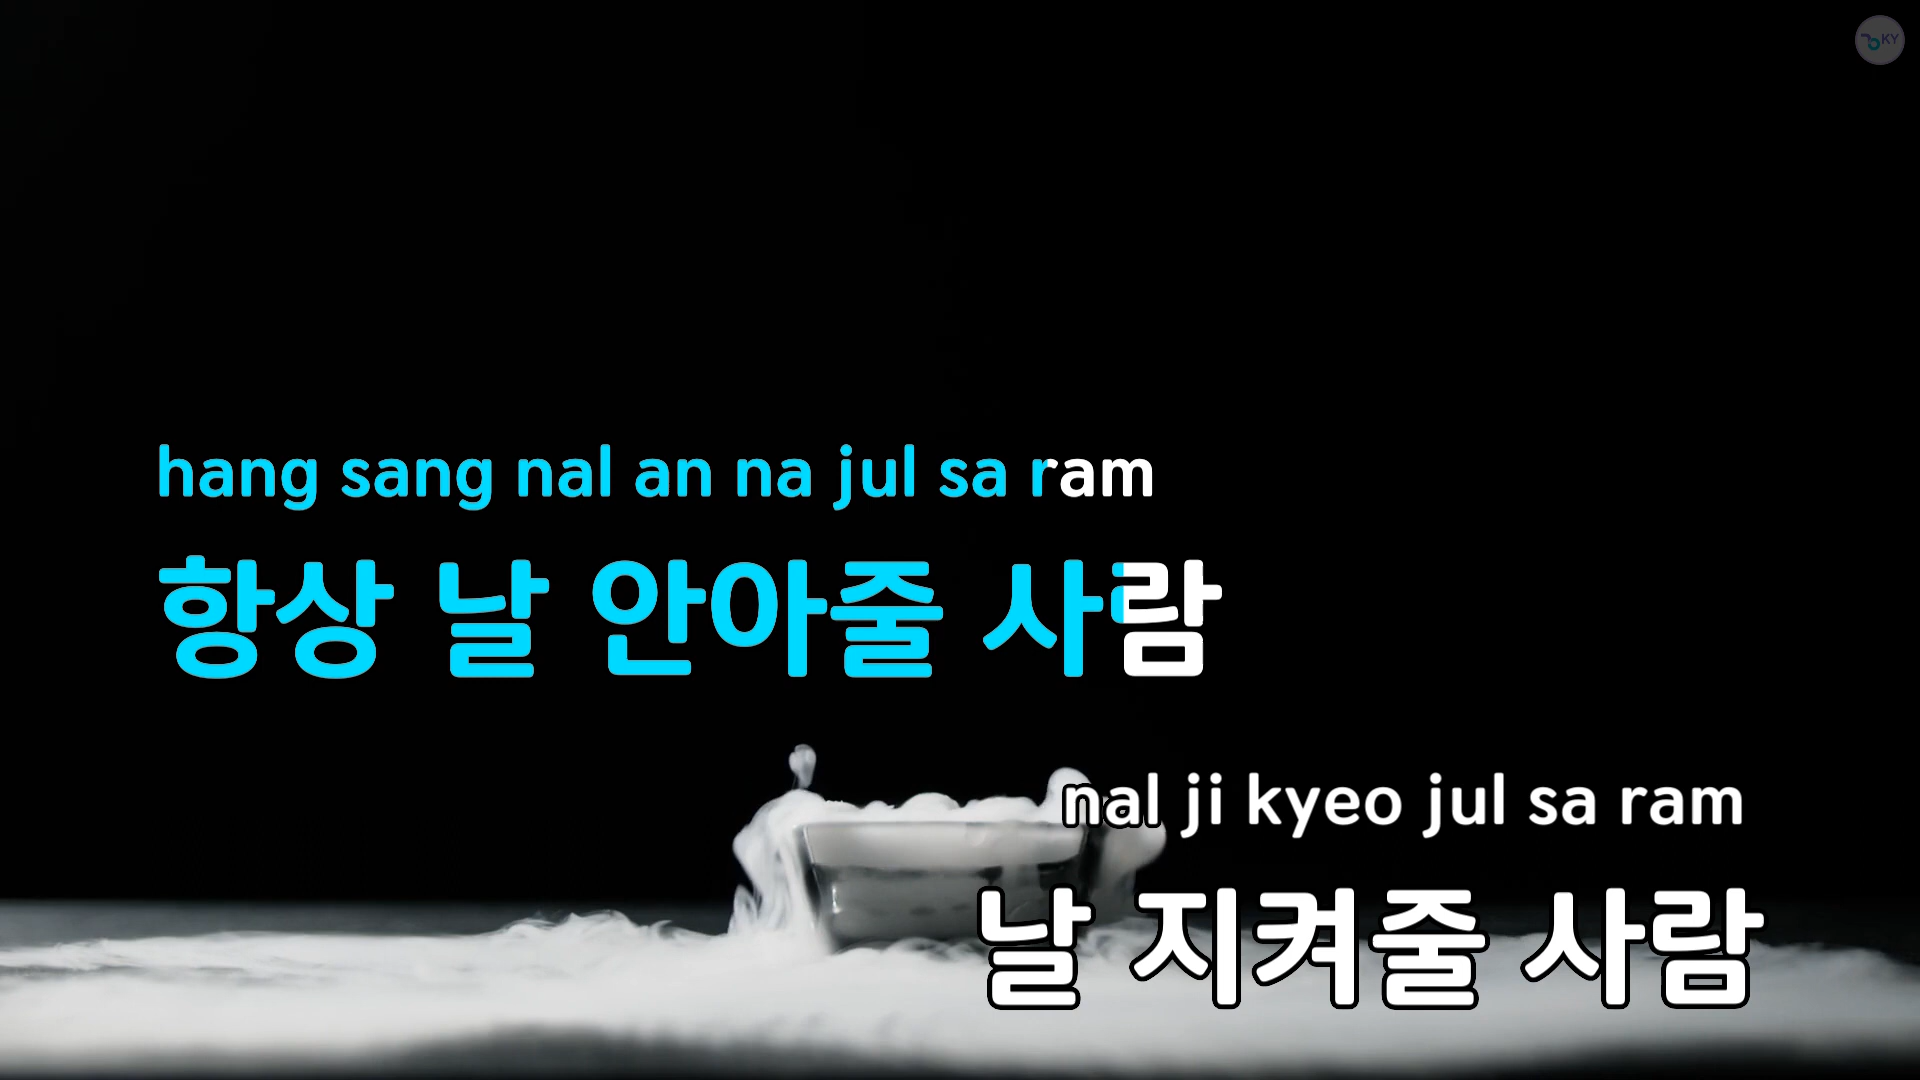 KY
hang sang nal an na jul sa ram
항상 날 안아줄 사람
nal ji kyeo jul sa ram
날 지켜줄 사람